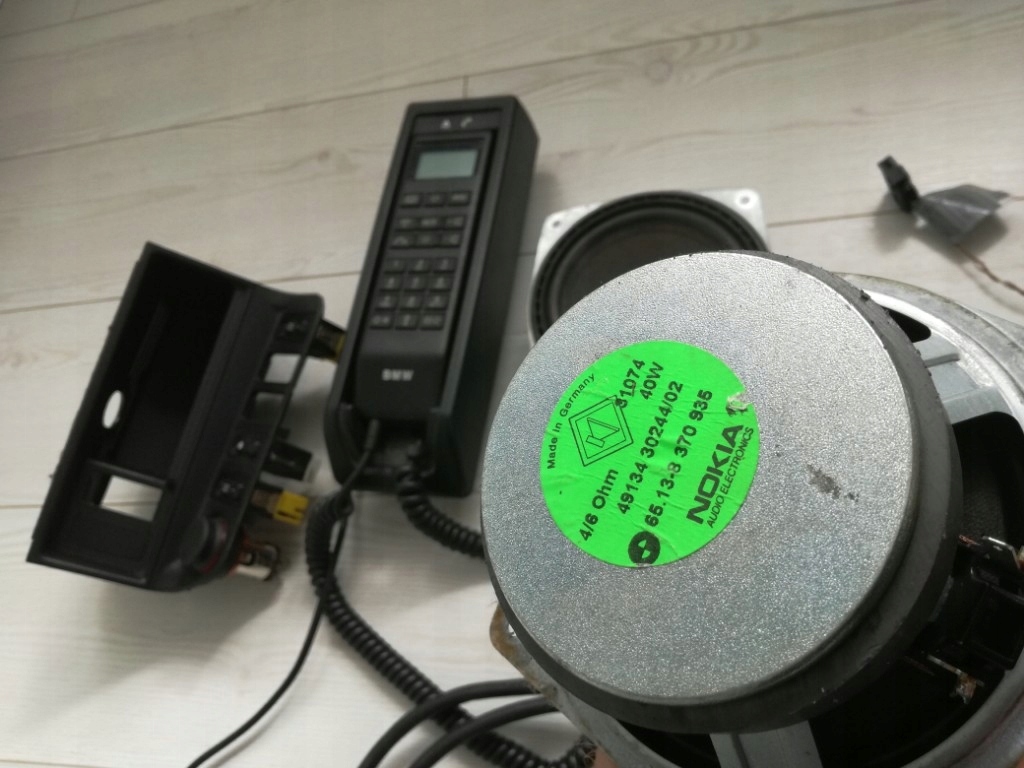 BMW
Made in Germany
31074
4/6 Ohm 40W
49134 30244/02
65.13-8 370 935
NOKIA
AUDIO ELECTRONICS